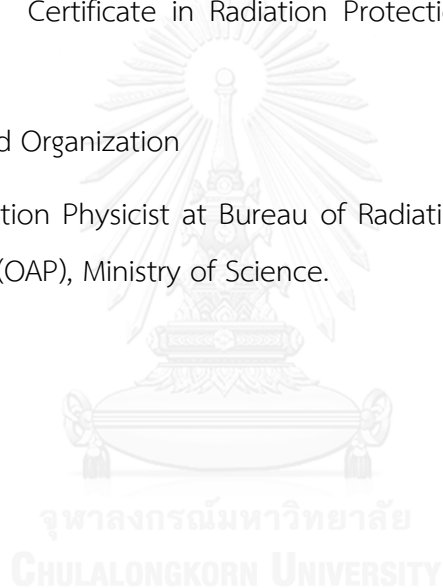 Certificate in Radiation Protectio
d Organization
tion Physicist at Bureau of Radiati
(OAP), Ministry of Science.
จุฬาลงกรณ์มหาวิทยาลัย
CHULALONGKORN UNIVERSITY